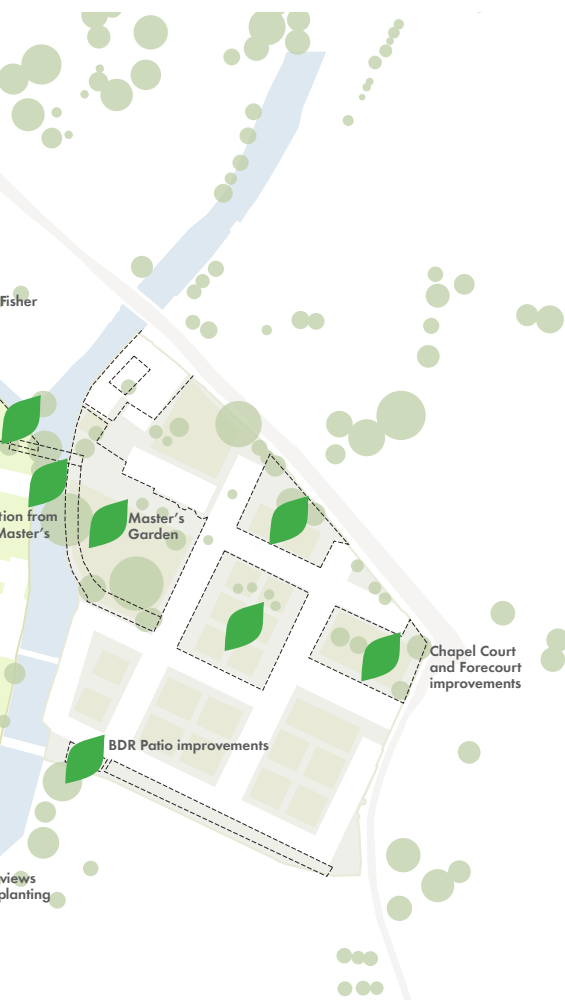 Fisher
tion from
Master's
Master's
Garden
Chapel Court
and Forecourt
improvements
BDR Patio improvements
views
planting